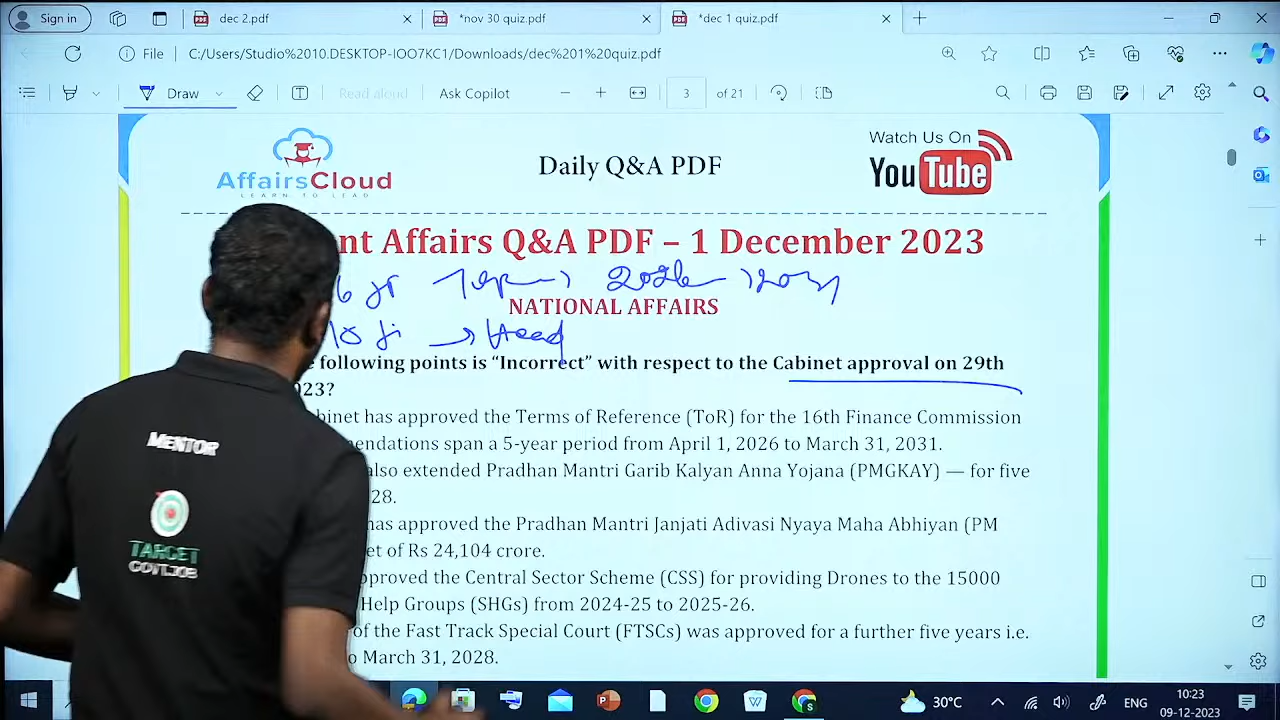 Sign in
dec 2.pdf
*nov 30 quiz.pdf
*dec 1 quiz.pdf
File
C:/Users/Studio%2010.DESKTOP-IOO7KC1/Downloads/dec%201%20quiz.pdf
Draw
Read aloud
Ask Copilot
3
of 21
AffairsCloud
LEARN TO LEAD
Daily Q&A PDF
Watch Us On
YouTube
nt Affairs Q&A PDF – 1 December 2023
NATIONAL AFFAIRS
Head
following points is “Incorrect” with respect to the Cabinet approval on 29th
023?
binet has approved the Terms of Reference (ToR) for the 16th Finance Commission
endations span a 5-year period from April 1, 2026 to March 31, 2031.
also extended Pradhan Mantri Garib Kalyan Anna Yojana (PMGKAY) — for five
28.
has approved the Pradhan Mantri Janjati Adivasi Nyaya Maha Abhiyan (PM
et of Rs 24,104 crore.
pproved the Central Sector Scheme (CSS) for providing Drones to the 15000
Help Groups (SHGs) from 2024-25 to 2025-26.
of the Fast Track Special Court (FTSCs) was approved for a further five years i.e.
o March 31, 2028.
MENTOR
TARGET
GOVT.JOB
30°C
ENG
10:23
09-12-2023